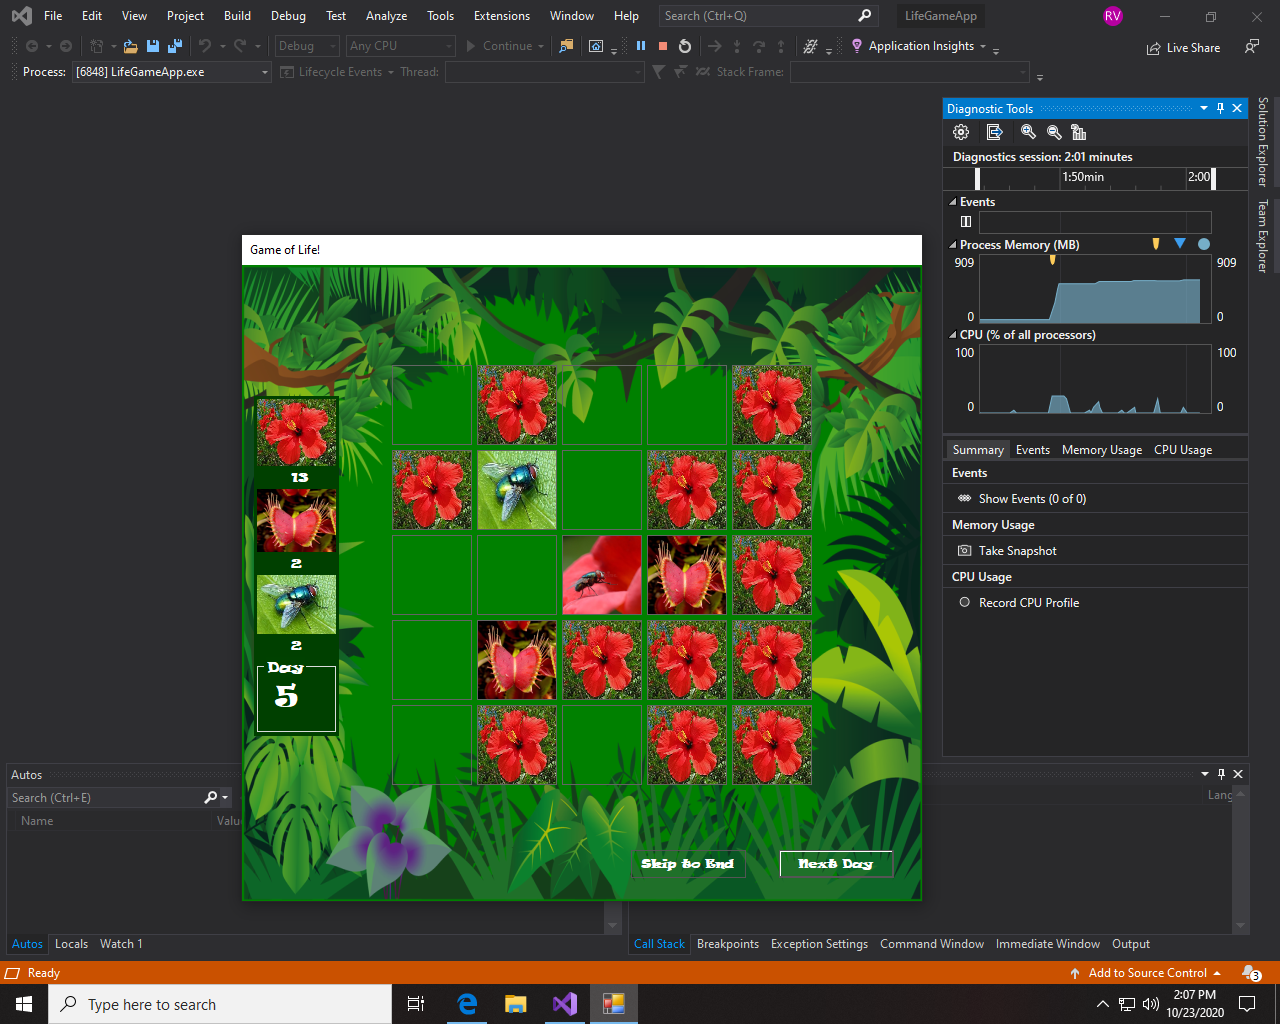 File Edit View Project Build Debug Test Analyze Tools Extensions Window Help Search (Ctrl+Q) LifeGameApp RV
Debug Any CPU Continue Application Insights Live Share
Process: [6848] LifeGameApp.exe Lifecycle Events Thread: Stack Frame:
Diagnostic Tools
Diagnostics session: 2:01 minutes
1:50min 2:00
Events
Process Memory (MB)
909 909
0 0
CPU (% of all processors)
100 100
0 0
Summary Events Memory Usage CPU Usage
Events
Show Events (0 of 0)
Memory Usage
Take Snapshot
CPU Usage
Record CPU Profile
Solution Explorer
Team Explorer
Game of Life!
13
2
2
Day
5
Skip to End Next Day
Autos
Search (Ctrl+E)
Name Valu
Lang
Autos Locals Watch 1
Call Stack Breakpoints Exception Settings Command Window Immediate Window Output
Ready
Add to Source Control 3
Type here to search
2:07 PM
10/23/2020